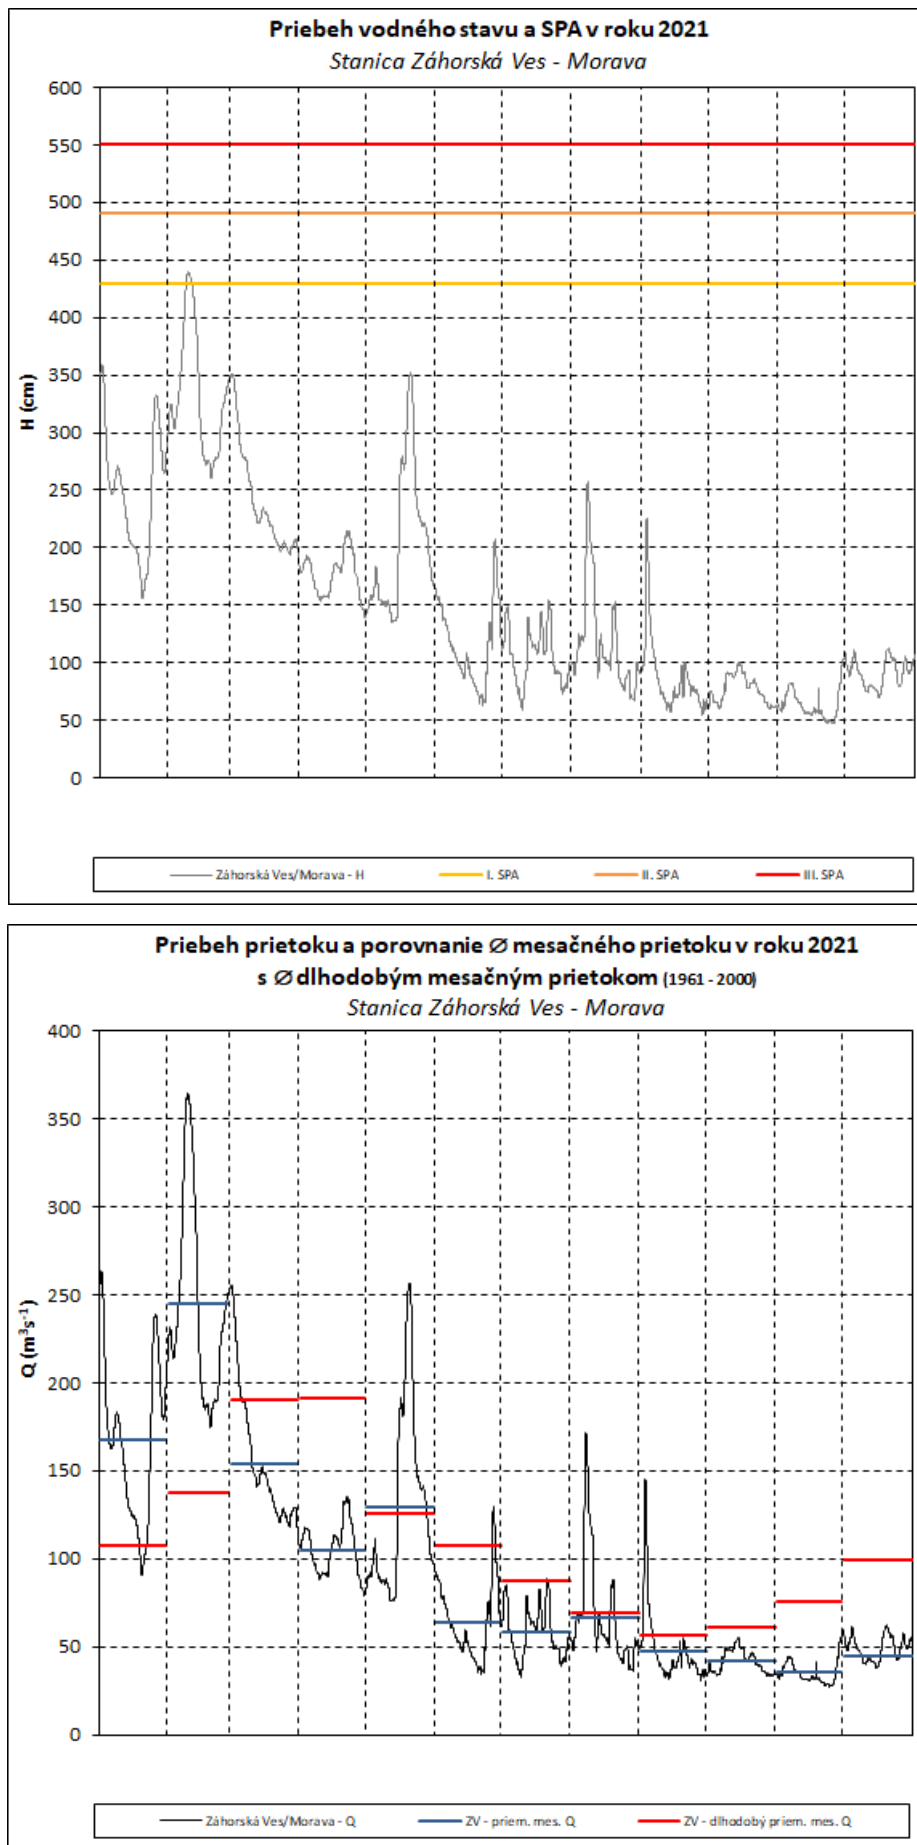 Priebeh vodného stavu a SPA v roku 2021
Stanica Záhorská Ves - Morava
600
550
500
450
400
350
300
250
200
150
100
50
0
H (cm)
Záhorská Ves/Morava - H
I. SPA
II. SPA
III. SPA
Priebeh prietoku a porovnanie Ø mesačného prietoku v roku 2021
s Ø dlhodobým mesačným prietokom (1961 - 2000)
Stanica Záhorská Ves - Morava
400
350
300
250
200
150
100
50
0
Q (m³s⁻¹)
Záhorská Ves/Morava - Q
ZV - priem. mes. Q
ZV - dlhodobý priem. mes. Q